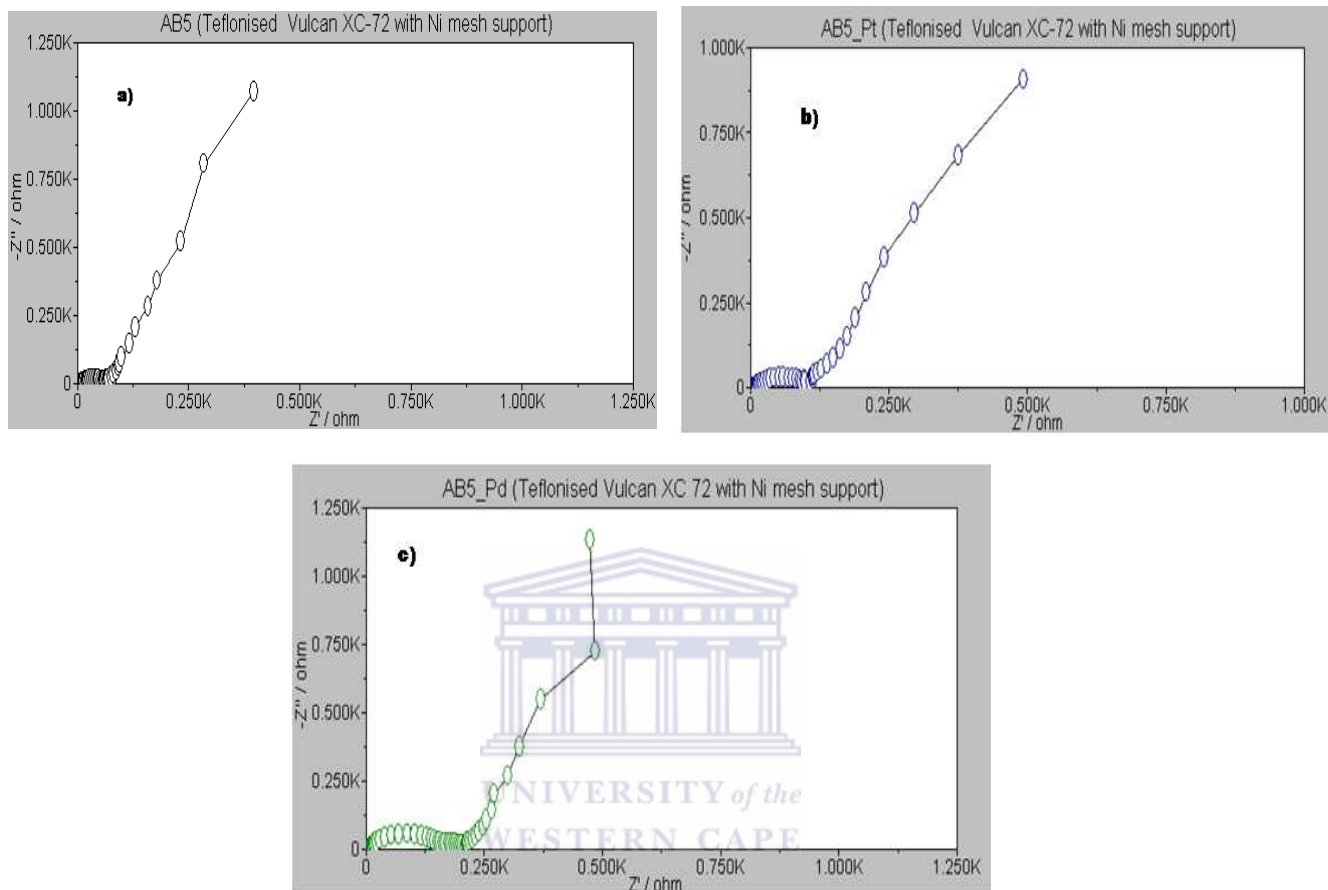 AB5 (Teflonised Vulcan XC-72 with Ni mesh support)
a)
1.250K
1.000K
0.750K
0.500K
0.250K
0
-Z'' / ohm
0 0.250K 0.500K 0.750K 1.000K 1.250K
Z' / ohm
AB5_Pt (Teflonised Vulcan XC-72 with Ni mesh support)
b)
1.000K
0.750K
0.500K
0.250K
0
-Z'' / ohm
0 0.250K 0.500K 0.750K 1.000K
Z' / ohm
AB5_Pd (Teflonised Vulcan XC 72 with Ni mesh support)
c)
1.250K
1.000K
0.750K
0.500K
0.250K
0
-Z'' / ohm
0 0.250K 0.500K 0.750K 1.000K 1.250K
Z' / ohm
UNIVERSITY of the
WESTERN CAPE